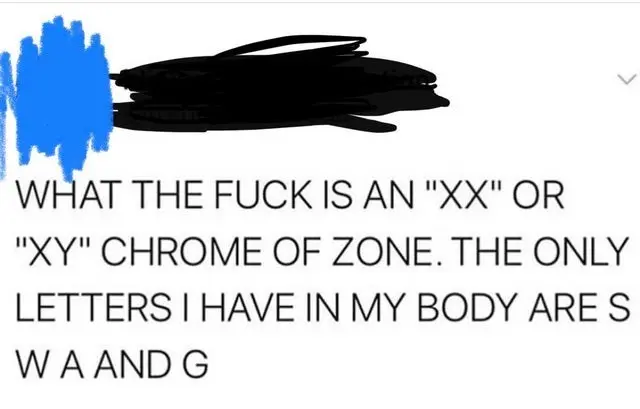 WHAT THE FUCK IS AN "XX" OR
"XY" CHROME OF ZONE. THE ONLY
LETTERS I HAVE IN MY BODY ARE S
W A AND G